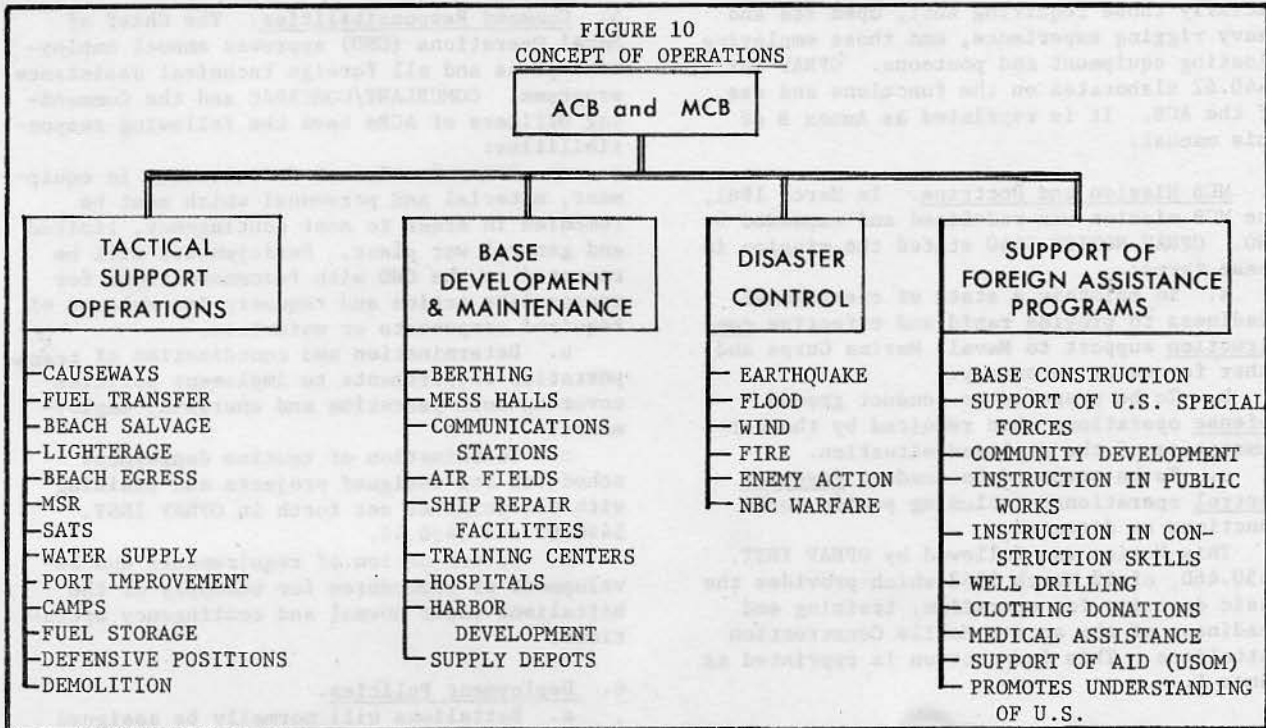 FIGURE 10
CONCEPT OF OPERATIONS
ACB and MCB
TACTICAL
SUPPORT
OPERATIONS
CAUSEWAYS
FUEL TRANSFER
BEACH SALVAGE
LIGHTERAGE
BEACH EGRESS
MSR
SATS
WATER SUPPLY
PORT IMPROVEMENT
CAMPS
FUEL STORAGE
DEFENSIVE POSITIONS
DEMOLITION
BASE
DEVELOPMENT
& MAINTENANCE
BERTHING
MESS HALLS
COMMUNICATIONS
STATIONS
AIR FIELDS
SHIP REPAIR
FACILITIES
TRAINING CENTERS
HOSPITALS
HARBOR
DEVELOPMENT
SUPPLY DEPOTS
DISASTER
CONTROL
EARTHQUAKE
FLOOD
WIND
FIRE
ENEMY ACTION
NBC WARFARE
SUPPORT OF
FOREIGN ASSISTANCE
PROGRAMS
BASE CONSTRUCTION
SUPPORT OF U.S. SPECIAL
FORCES
COMMUNITY DEVELOPMENT
INSTRUCTION IN PUBLIC
WORKS
INSTRUCTION IN CON-
STRUCTION SKILLS
WELL DRILLING
CLOTHING DONATIONS
MEDICAL ASSISTANCE
SUPPORT OF AID (USOM)
PROMOTES UNDERSTANDING
OF U.S.